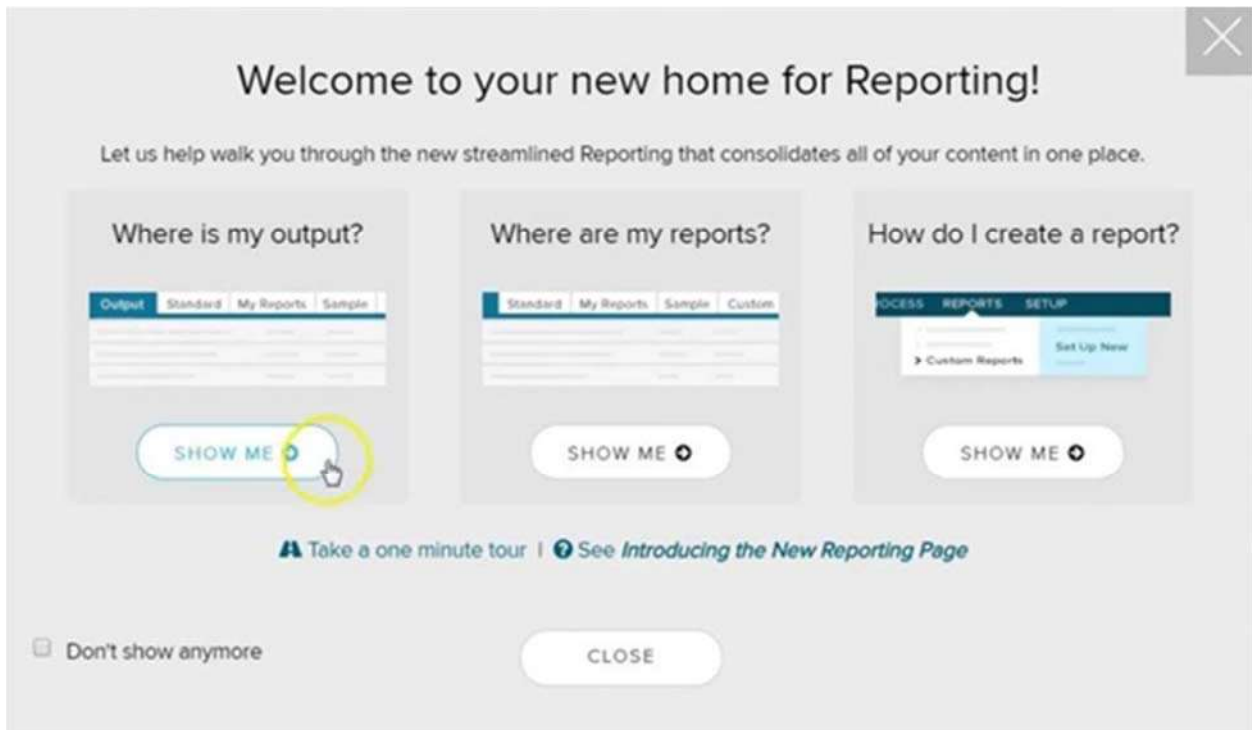 Welcome to your new home for Reporting!
Let us help walk you through the new streamlined Reporting that consolidates all of your content in one place.
Where is my output?
Output Standard My Reports Sample
SHOW ME
Where are my reports?
Standard My Reports Sample Custom
SHOW ME
How do I create a report?
OCESS REPORTS SETUP
Set Up New
> Custom Reports
SHOW ME
Take a one minute tour | ? See Introducing the New Reporting Page
Don't show anymore
CLOSE